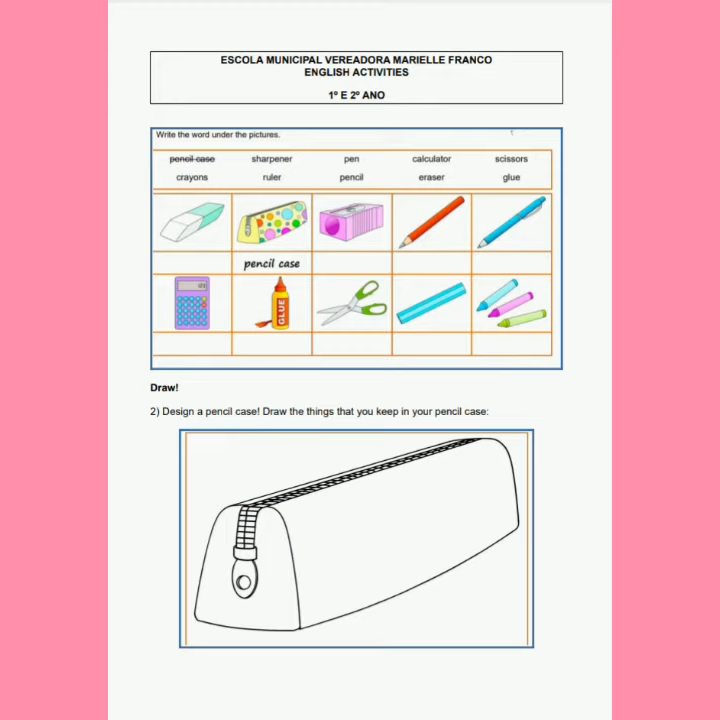 ESCOLA MUNICIPAL VEREADORA MARIELLE FRANCO
ENGLISH ACTIVITIES
1º E 2º ANO
Write the word under the pictures.
pencil case sharpener pen calculator scissors
crayons ruler pencil eraser glue
pencil case
GLUE
Draw!
2) Design a pencil case! Draw the things that you keep in your pencil case: